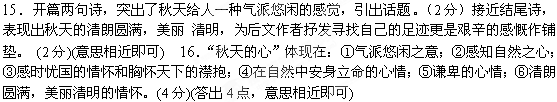 15．开篇两句诗，突出了秋天给人一种气派悠闲的感觉，引出话题。（2分）接近结尾诗，
表现出秋天的清朗圆满，美丽 清明，为后文作者抒发寻找自己的足迹更是艰辛的感慨作铺
垫。 (2分)(意思相近即可)  16．“秋天的心”体现在：①气派悠闲之意；②感知自然之心；
③感时忧国的情怀和胸怀天下的襟抱；④在自然中安身立命的心情；⑤谦卑的心情；⑥清朗
圆满，美丽清明的情怀。(4分)(答出4点，意思相近即可)